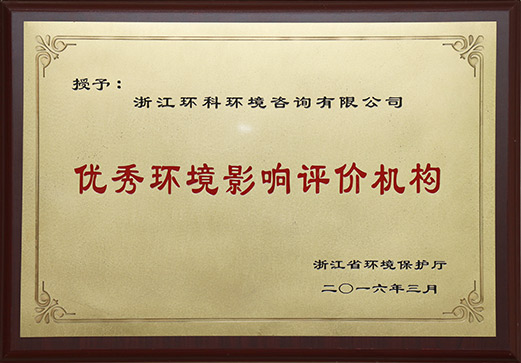 授予：
浙江环科环境咨询有限公司
优秀环境影响评价机构
浙江省环境保护厅
二〇一六年三月